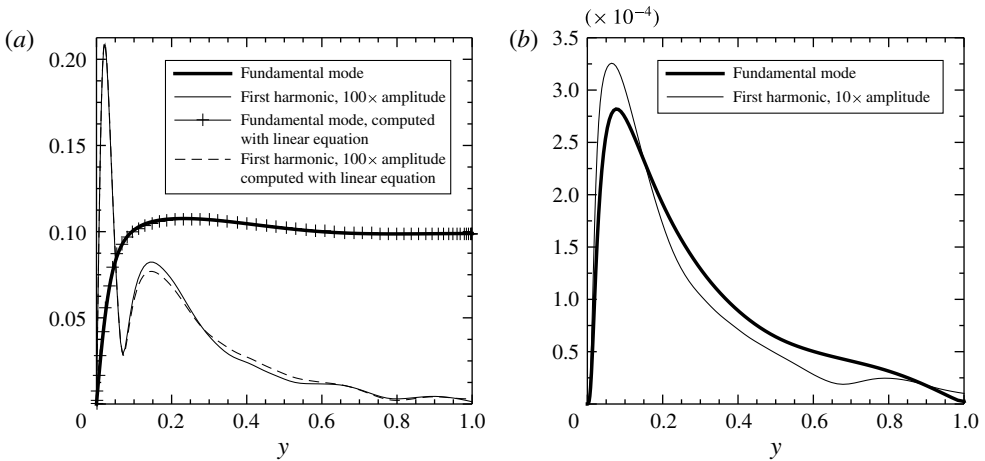 (a)
0.20
0.15
0.10
0.05
0
0.2
0.4
0.6
0.8
1.0
y
Fundamental mode
First harmonic, 100× amplitude
Fundamental mode, computed
with linear equation
First harmonic, 100× amplitude
computed with linear equation
(b)
(× 10⁻⁴)
3.5
3.0
2.5
2.0
1.5
1.0
0.5
0
0.2
0.4
0.6
0.8
1.0
y
Fundamental mode
First harmonic, 10× amplitude